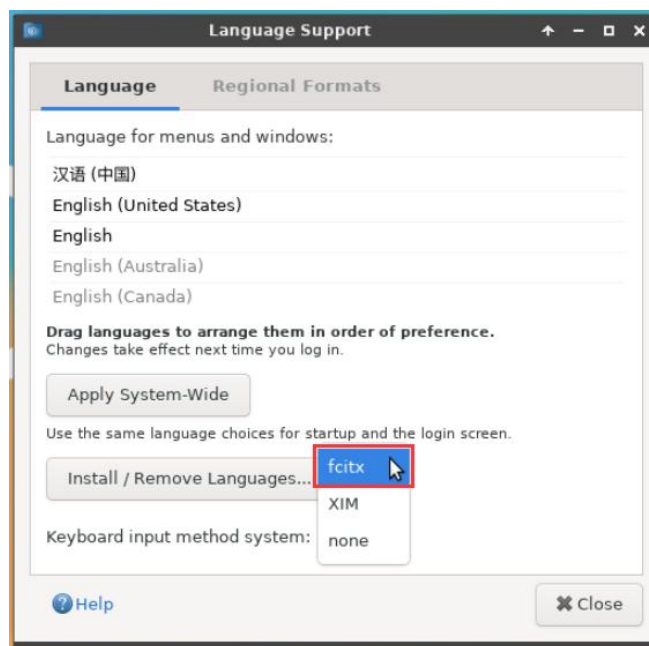 Language Support
Language
Regional Formats
Language for menus and windows:
汉语 (中国)
English (United States)
English
English (Australia)
English (Canada)
Drag languages to arrange them in order of preference.
Changes take effect next time you log in.
Apply System-Wide
Use the same language choices for startup and the login screen.
Install / Remove Languages...
fcitx
XIM
Keyboard input method system:
none
Help
Close